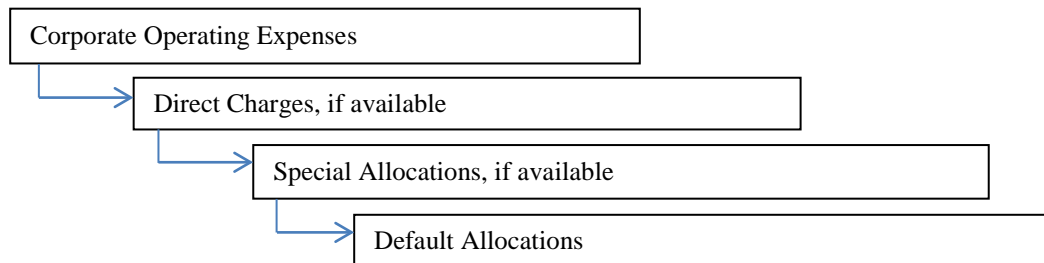 Corporate Operating Expenses
Direct Charges, if available
Special Allocations, if available
Default Allocations